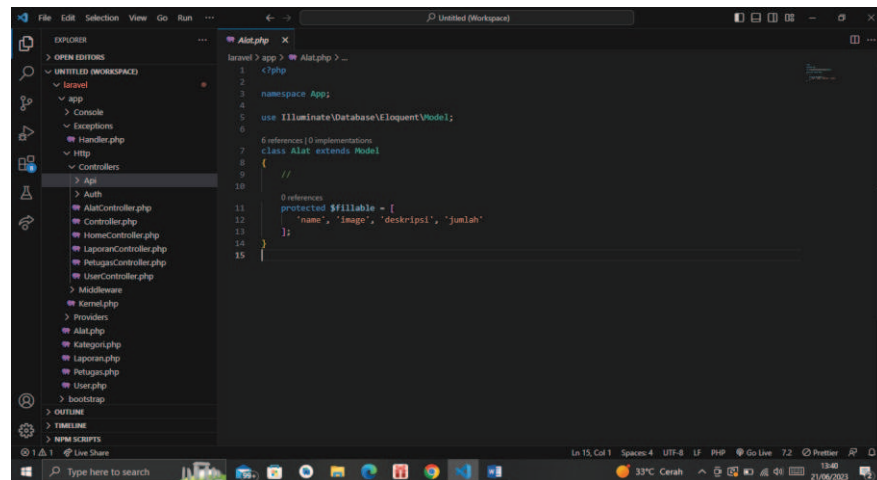 File Edit Selection View Go Run ...
Untitled (Workspace)
EXPLORER
OPEN EDITORS
UNTITLED (WORKSPACE)
laravel
app
Console
Exceptions
Handler.php
Http
Controllers
Api
Auth
AlatController.php
Controller.php
HomeController.php
LaporanController.php
PetugasController.php
UserController.php
Middleware
Kernel.php
Providers
Alat.php
Kategori.php
Laporan.php
Petugas.php
User.php
bootstrap
OUTLINE
TIMELINE
NPM SCRIPTS
Alat.php
laravel > app > Alat.php > ...
1 <?php
2
3 namespace App;
4
5 use Illuminate\Database\Eloquent\Model;
6
6 references | 0 implementations
7 class Alat extends Model
8 {
9 //
10
0 references
11 protected $fillable = [
12 'name', 'image', 'deskripsi', 'jumlah'
13 ];
14 }
15
1 1 Live Share
Ln 15, Col 1 Spaces: 4 UTF-8 LF PHP Go Live 7.2 Prettier
Type here to search
99+
33°C Cerah
13:40
21/06/2023